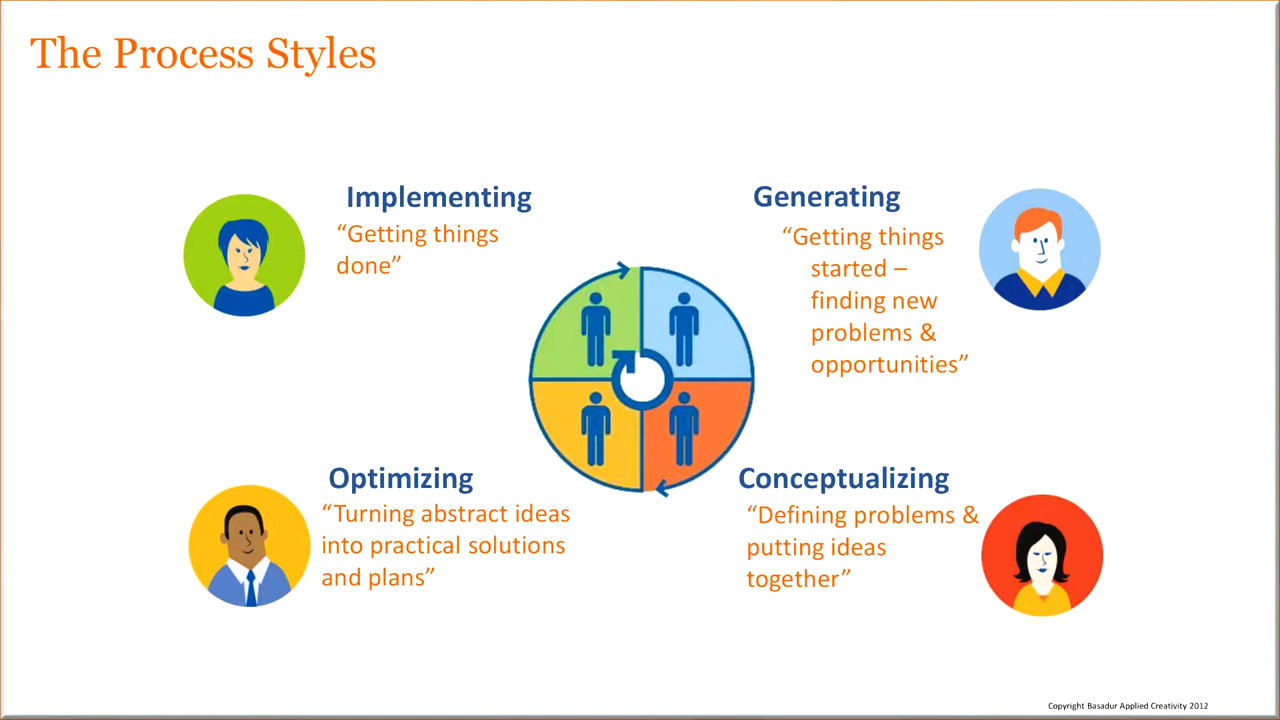 The Process Styles
Implementing
“Getting things
done”
Generating
“Getting things
started –
finding new
problems &
opportunities”
Optimizing
“Turning abstract ideas
into practical solutions
and plans”
Conceptualizing
“Defining problems &
putting ideas
together”
Copyright Basadur Applied Creativity 2012